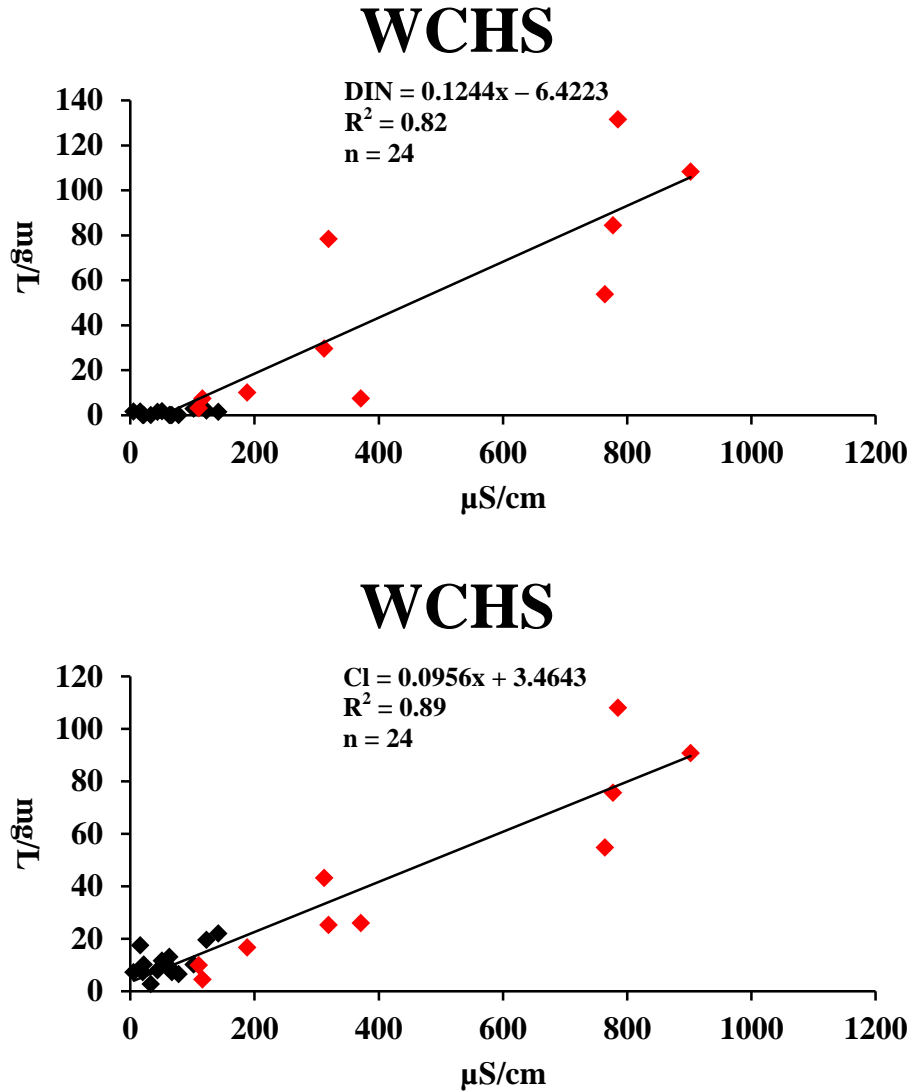 WCHS
DIN = 0.1244x – 6.4223
R² = 0.82
n = 24
140
120
100
80
60
40
20
0
mg/L
0 200 400 600 800 1000 1200
µS/cm
WCHS
Cl = 0.0956x + 3.4643
R² = 0.89
n = 24
120
100
80
60
40
20
0
mg/L
0 200 400 600 800 1000 1200
µS/cm